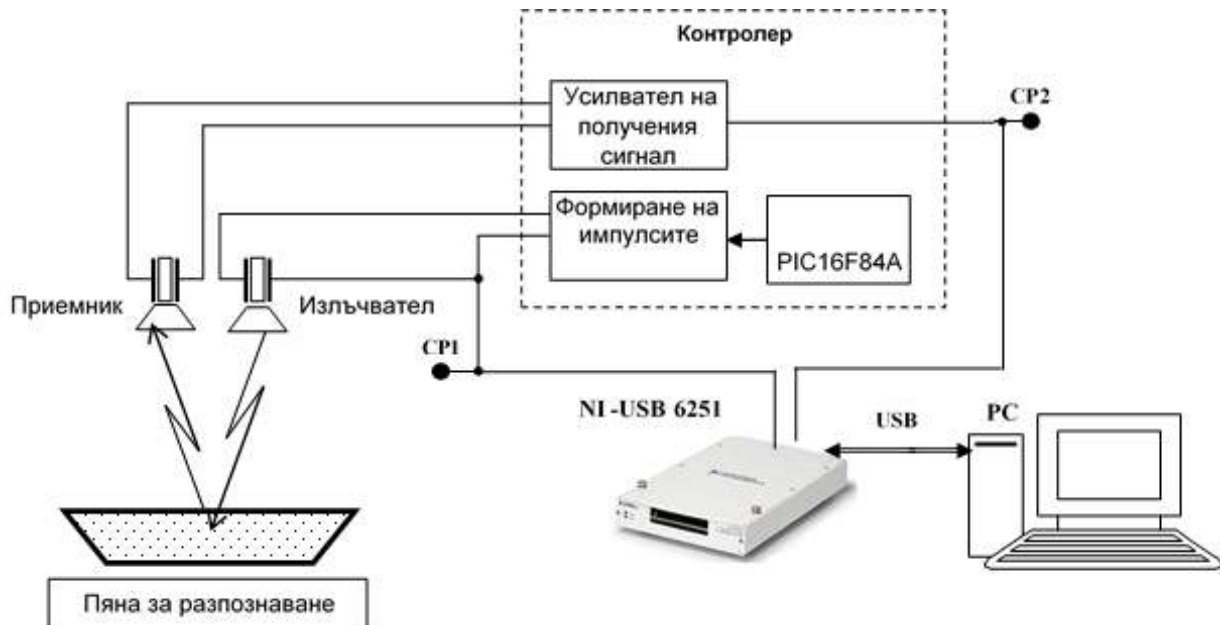 Контролер
Усилвател на
получения
сигнал
CP2
Формиране на
импулсите
PIC16F84A
Приемник
Излъчвател
CP1
NI -USB 6251
USB
PC
Пяна за разпознаване